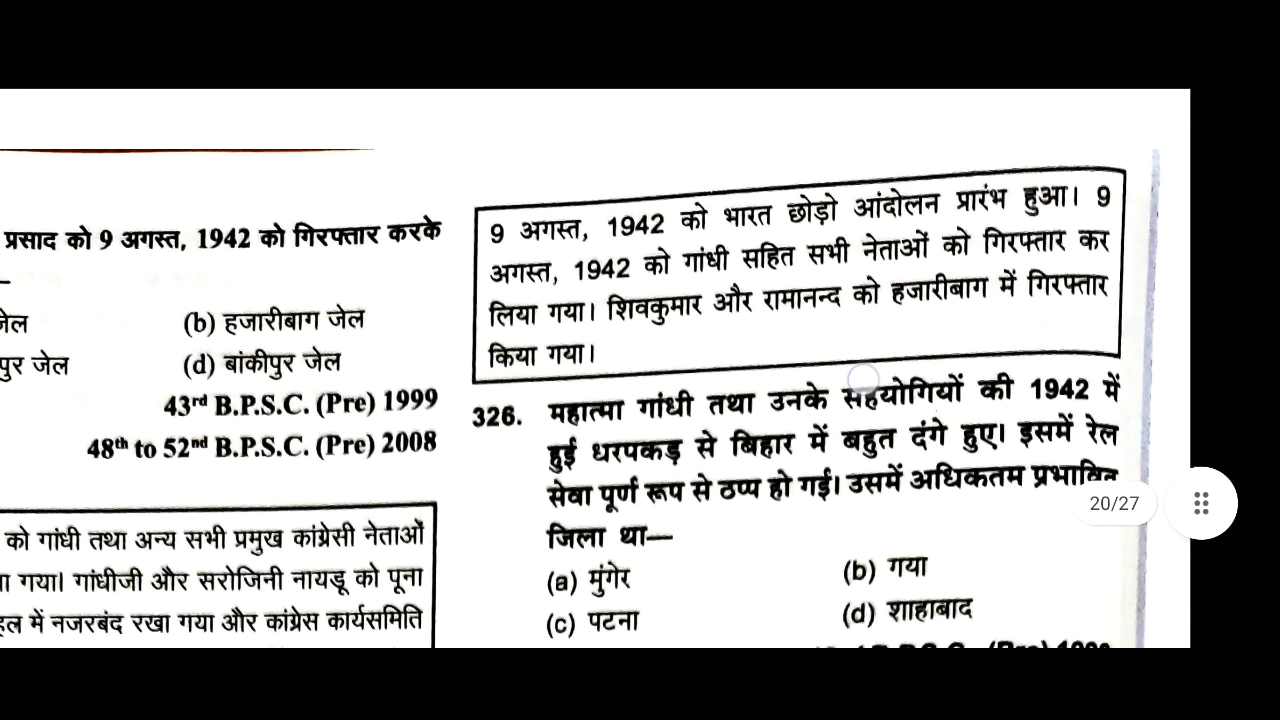 प्रसाद को 9 अगस्त, 1942 को गिरफ्तार करके
जेल
(b) हजारीबाग जेल
पुर जेल
(d) बांकीपुर जेल
43rd B.P.S.C. (Pre) 1999
48th to 52nd B.P.S.C. (Pre) 2008
को गांधी तथा अन्य सभी प्रमुख कांग्रेसी नेताओं
गया। गांधीजी और सरोजिनी नायडू को पूना
में नजरबंद रखा गया और कांग्रेस कार्यसमिति
9 अगस्त, 1942 को भारत छोड़ो आंदोलन प्रारंभ हुआ। 9
अगस्त, 1942 को गांधी सहित सभी नेताओं को गिरफ्तार कर
लिया गया। शिवकुमार और रामानन्द को हजारीबाग में गिरफ्तार
किया गया।
326. महात्मा गांधी तथा उनके सहयोगियों की 1942 में
हुई धरपकड़ से बिहार में बहुत दंगे हुए। इसमें रेल
सेवा पूर्ण रूप से ठप्प हो गई। उसमें अधिकतम प्रभावित
जिला था—
(a) मुंगेर
(b) गया
(c) पटना
(d) शाहाबाद
20/27